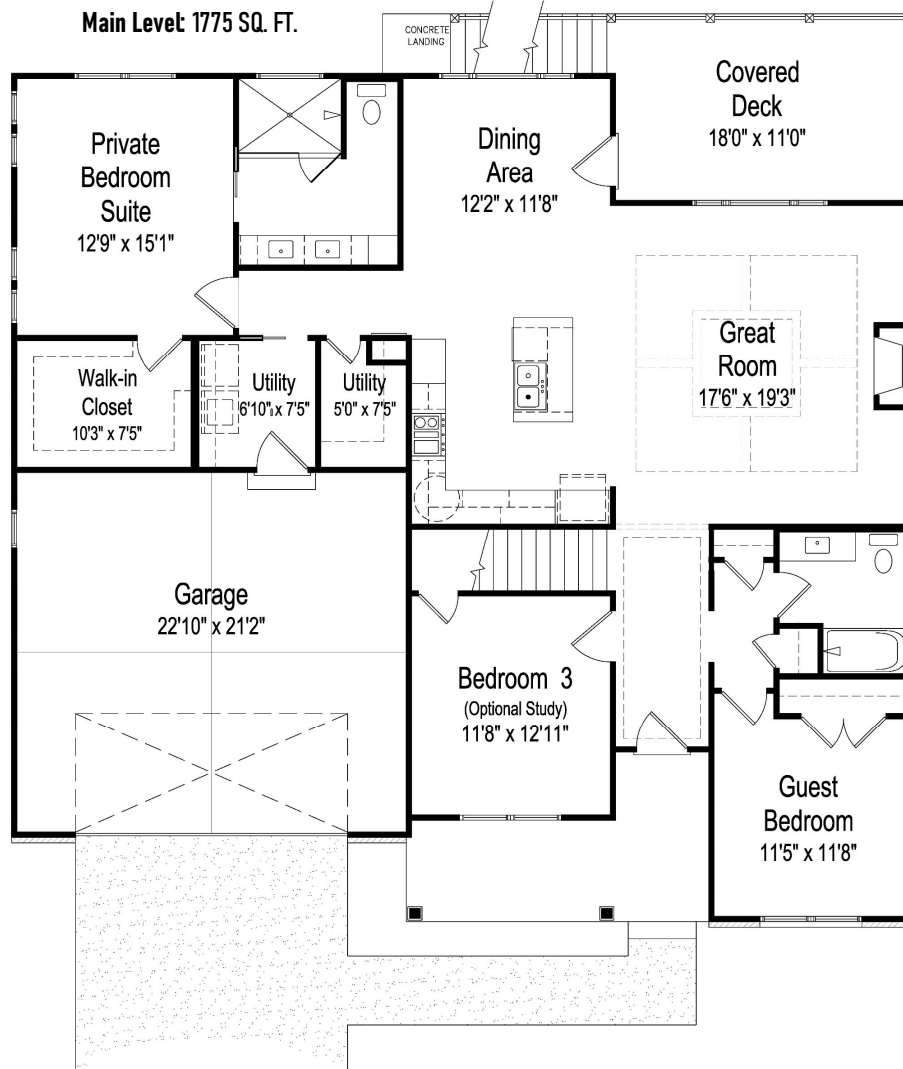 Main Level: 1775 SQ. FT.
CONCRETE
LANDING
Covered
Deck
18'0" x 11'0"
Private
Bedroom
Suite
12'9" x 15'1"
Dining
Area
12'2" x 11'8"
Great
Room
17'6" x 19'3"
Walk-in
Closet
10'3" x 7'5"
Utility
6'10" x 7'5"
Utility
5'0" x 7'5"
Garage
22'10" x 21'2"
Bedroom 3
(Optional Study)
11'8" x 12'11"
Guest
Bedroom
11'5" x 11'8"